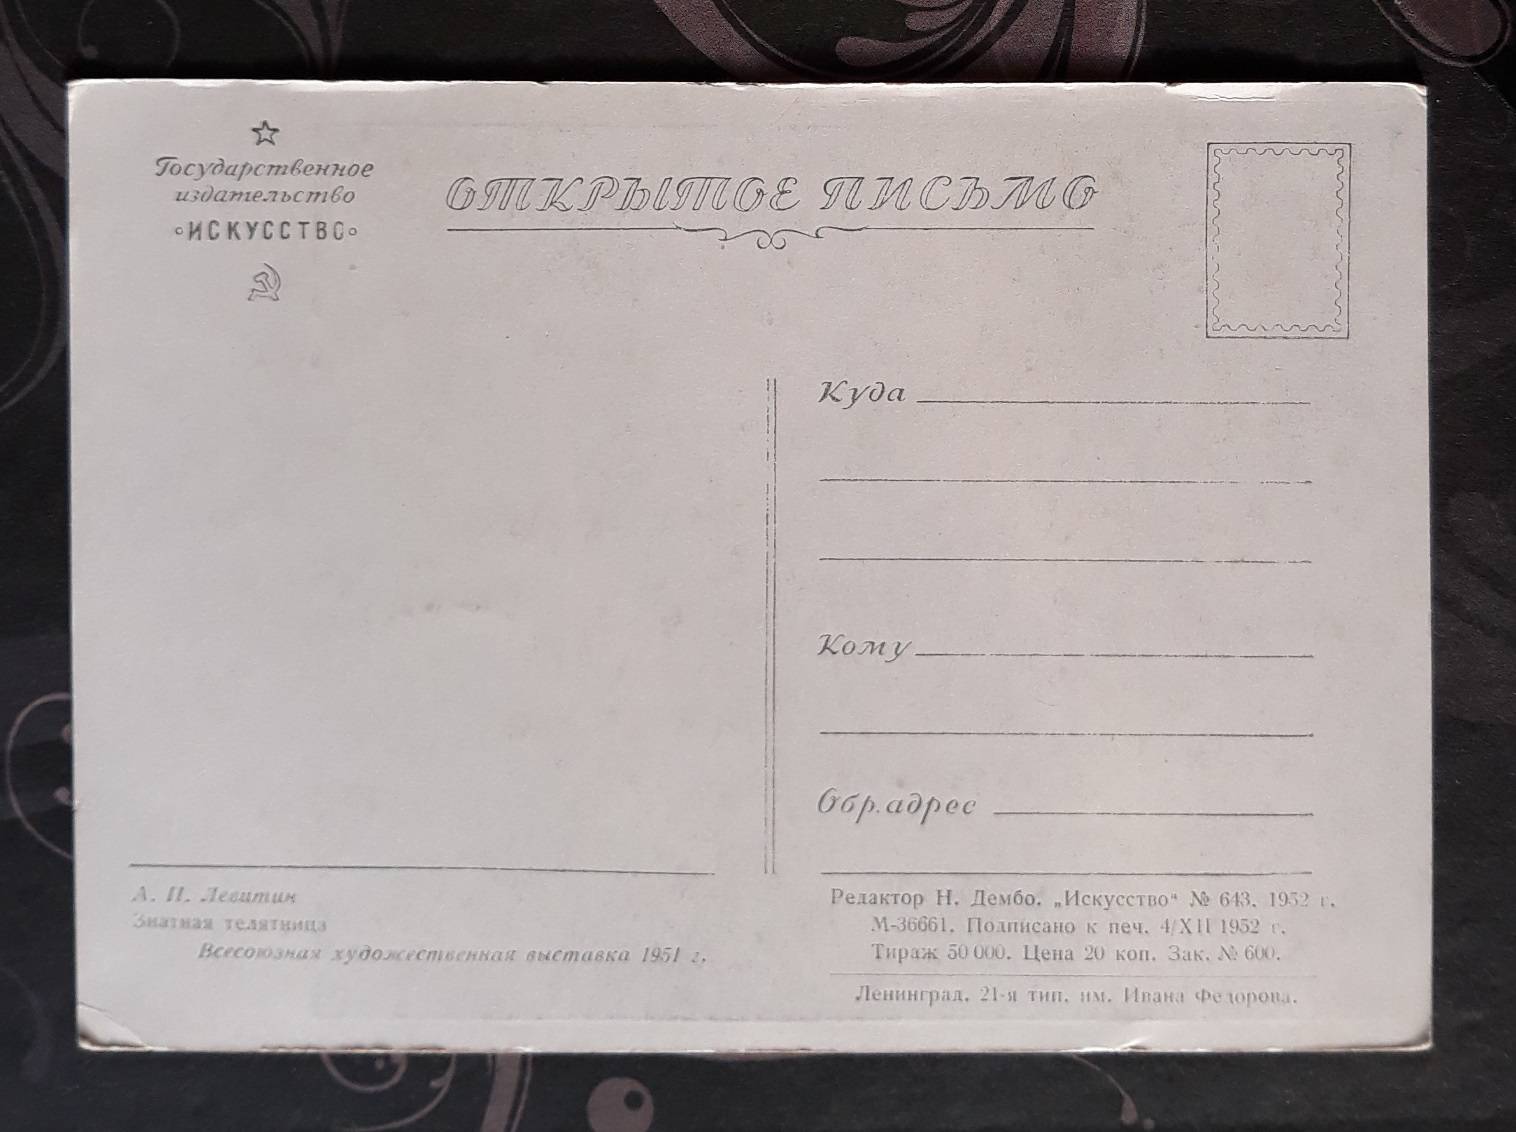 Государственное
издательство
«ИСКУССТВО»
ОТКРЫТОЕ ПИСЬМО
Куда
Кому
Обр. адрес
А. П. Левитин
Знатная телятница
Всесоюзная художественная выставка 1951 г.
Редактор Н. Дембо. „Искусство“ № 643. 1952 г.
М-36661. Подписано к печ. 4/XII 1952 г.
Тираж 50 000. Цена 20 коп. Зак. № 600.
Ленинград. 21-я тип. им. Ивана Федорова.